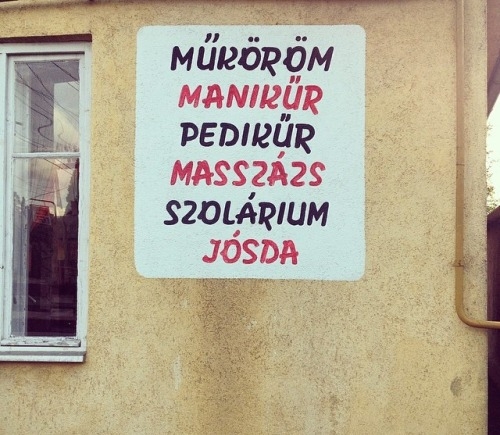 MŰKÖRÖM
MANIKŰR
PEDIKŰR
MASSZÁZS
SZOLÁRIUM
JÓSDA